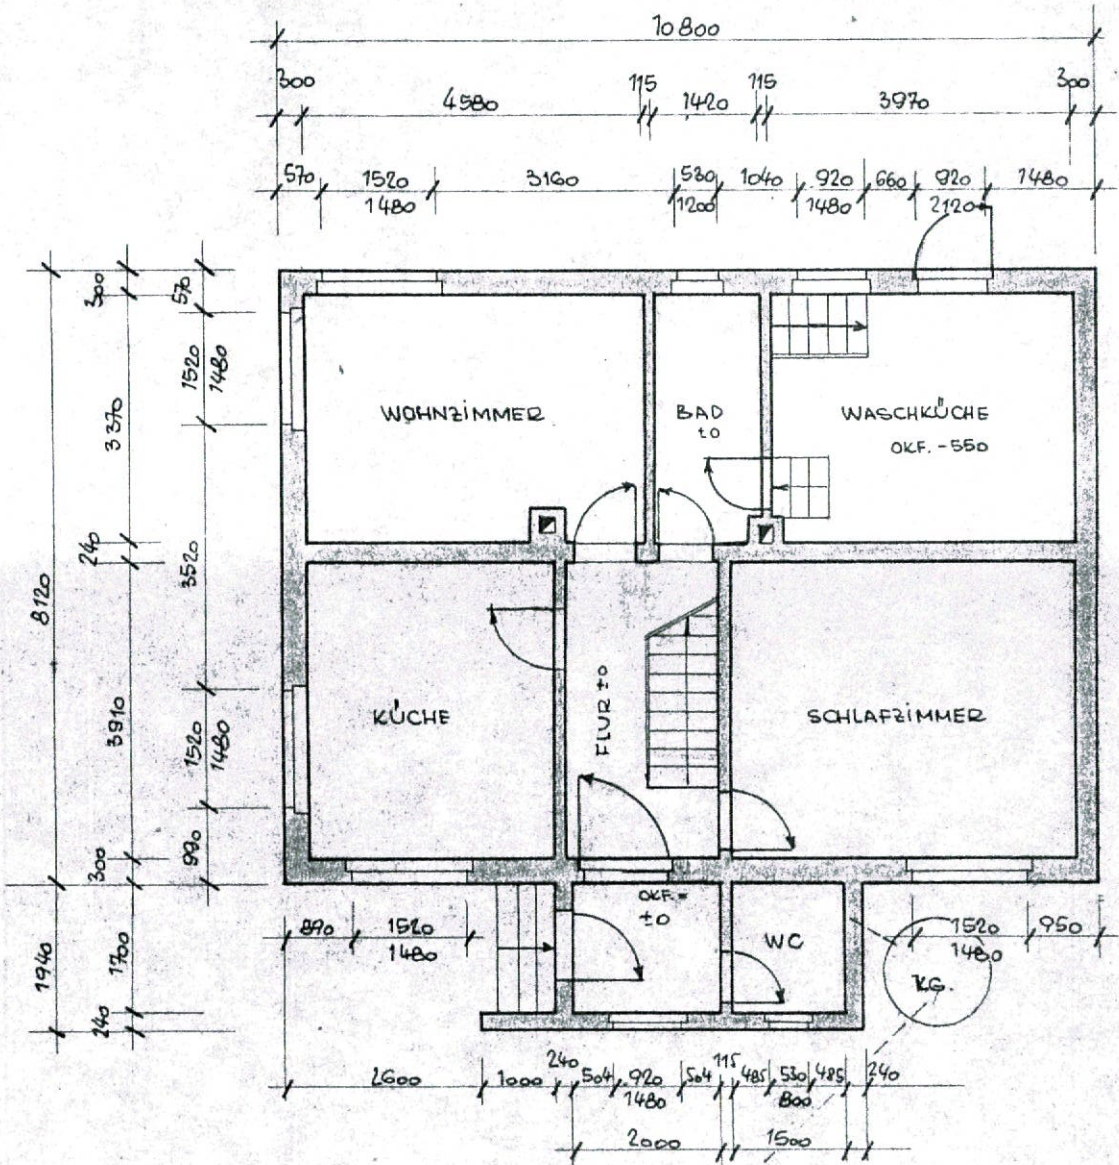 10800
300 4580 115 1420 115 3970 300
570 1520 3160 530 1040 920 660 920 1480
1480 1200 1480 2120
300
570
1520
1480
3370
240
3520
8120
3910
1520
1480
990
300
1940
1700
240
WOHNZIMMER
BAD
±0
WASCHKÜCHE
OKF. -550
KÜCHE
FLUR ±0
SCHLAFZIMMER
OKF. =
±0
WC
KG.
890 1520
1480
1520 950
1480
2600 1000 240 504 920 504 115 485 530 485 240
1480 800
2000 1500